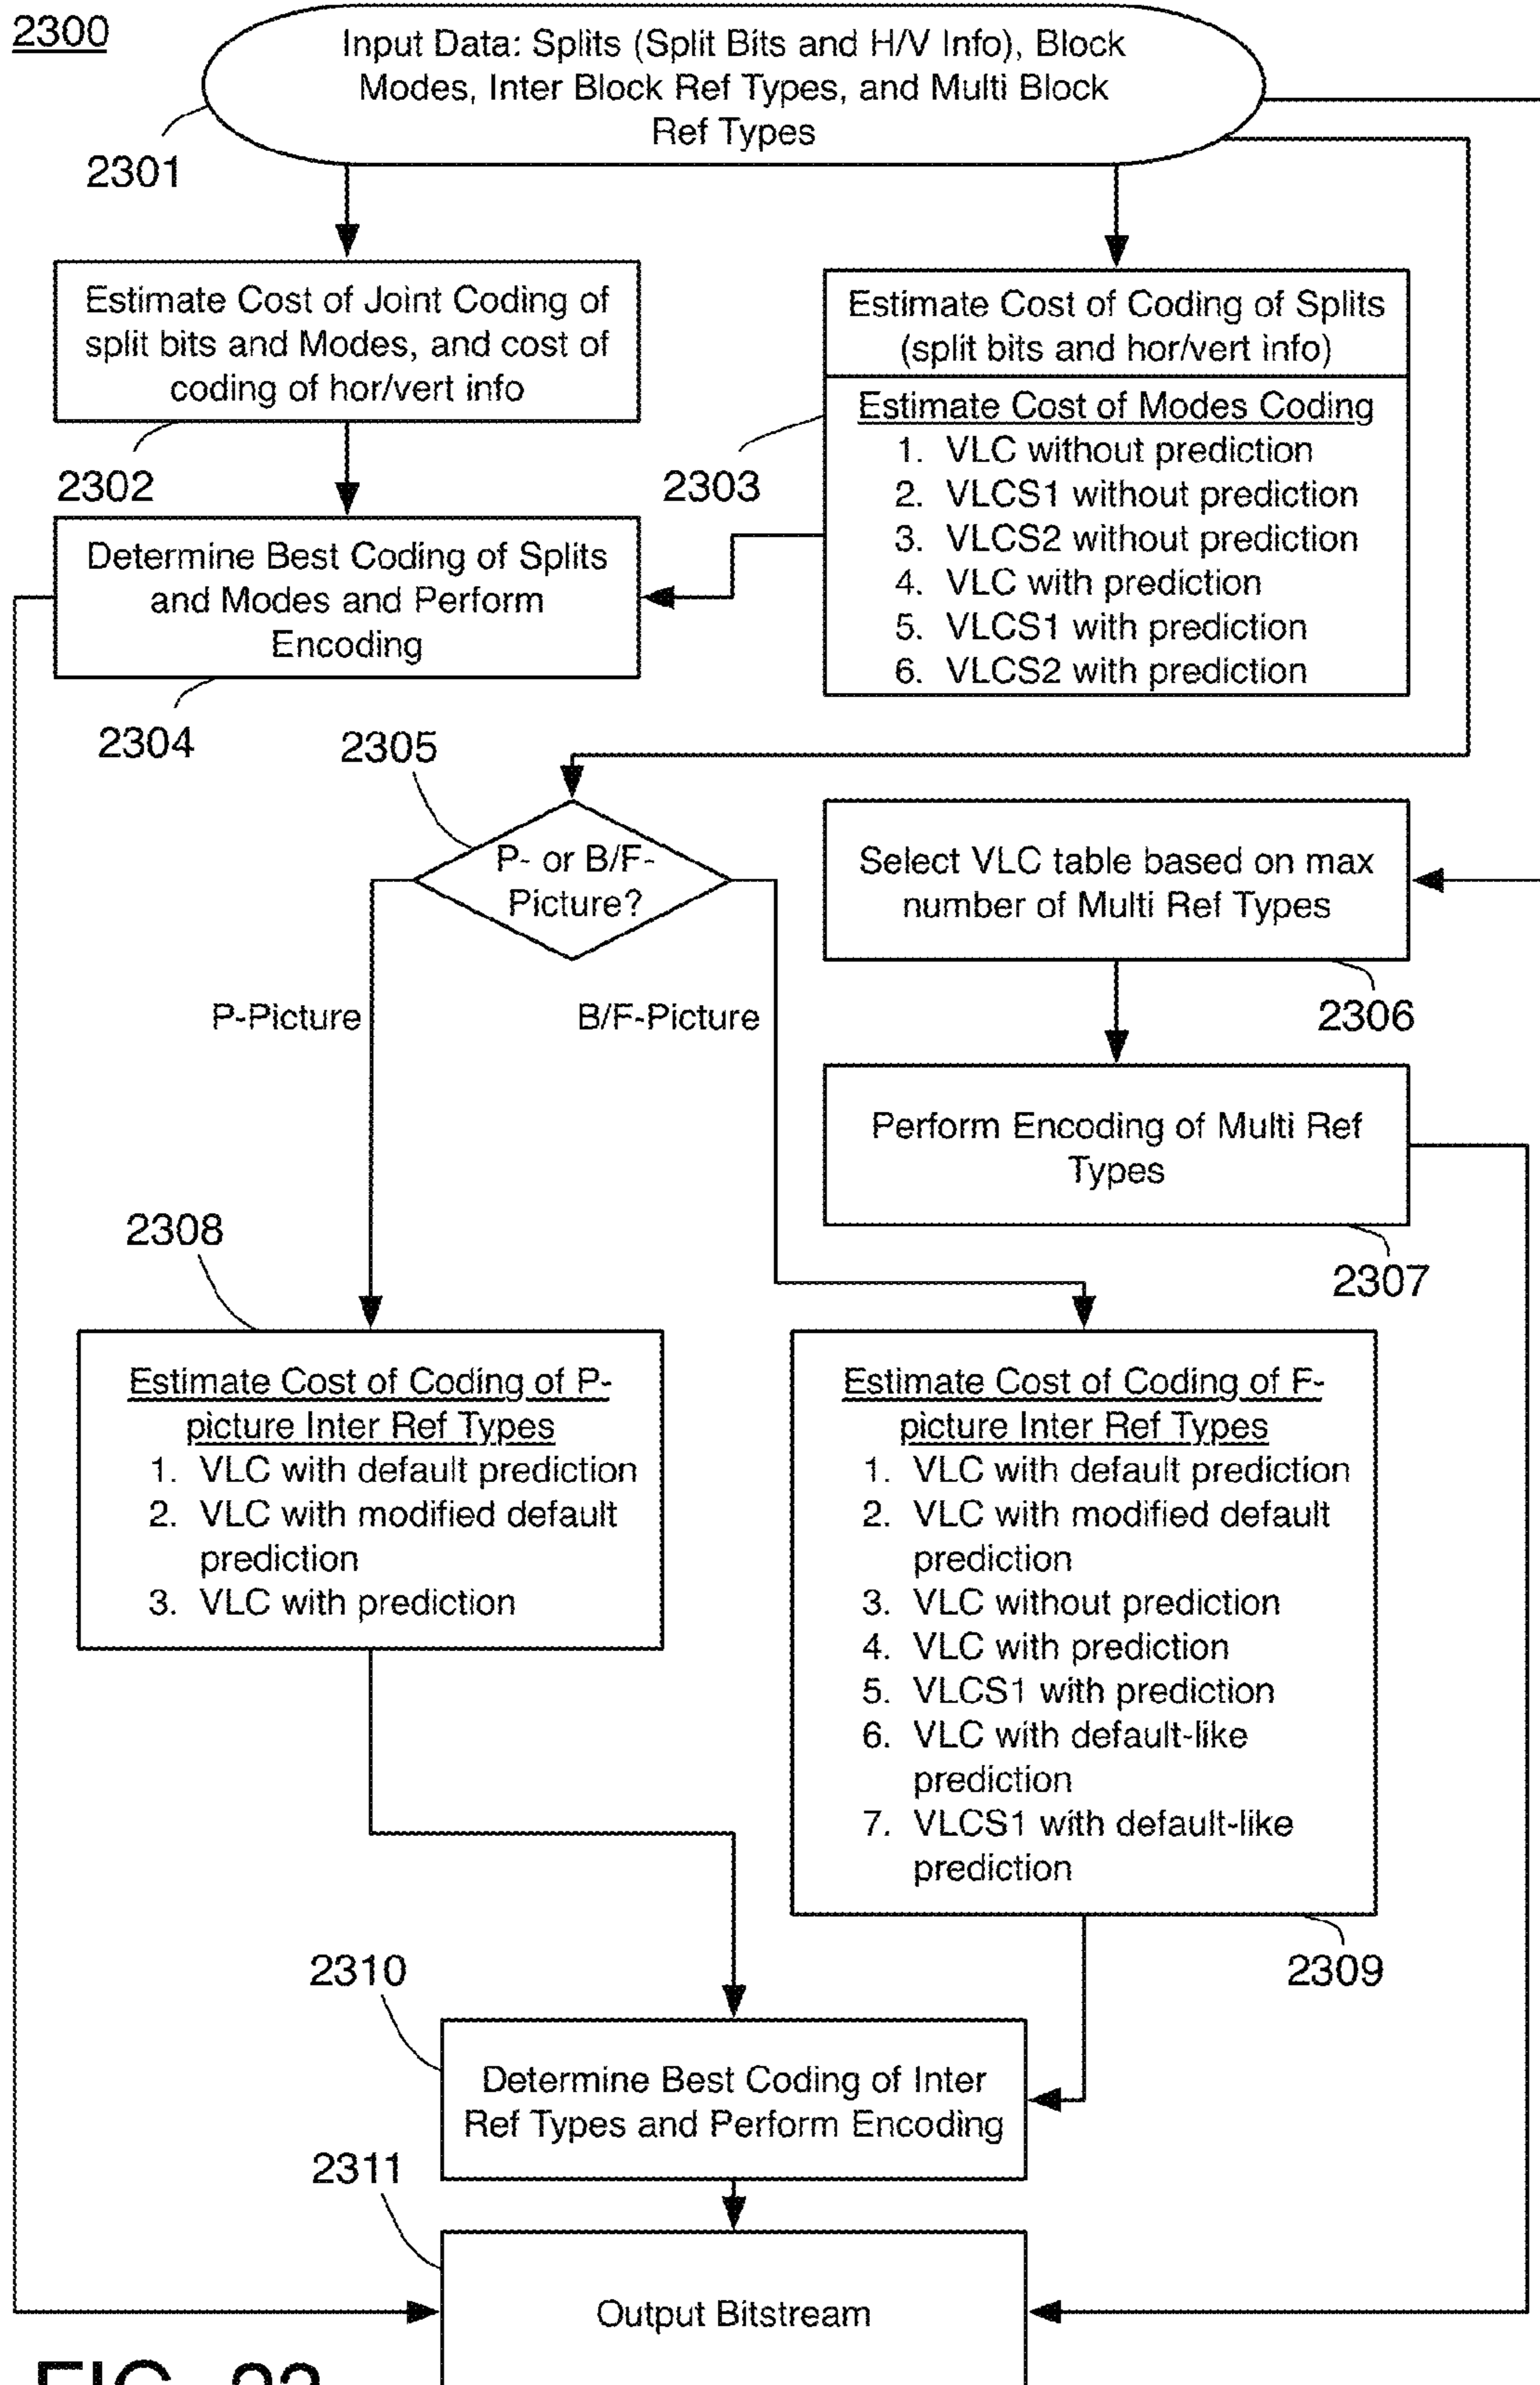 2300
Input Data: Splits (Split Bits and H/V Info), Block
Modes, Inter Block Ref Types, and Multi Block
Ref Types
2301
Estimate Cost of Joint Coding of
split bits and Modes, and cost of
coding of hor/vert info
2302
Estimate Cost of Coding of Splits
(split bits and hor/vert info)
Estimate Cost of Modes Coding
1. VLC without prediction
2. VLCS1 without prediction
3. VLCS2 without prediction
4. VLC with prediction
5. VLCS1 with prediction
6. VLCS2 with prediction
2303
Determine Best Coding of Splits
and Modes and Perform
Encoding
2304
2305
P- or B/F-
Picture?
P-Picture
B/F-Picture
Select VLC table based on max
number of Multi Ref Types
2306
Perform Encoding of Multi Ref
Types
2307
2308
Estimate Cost of Coding of P-
picture Inter Ref Types
1. VLC with default prediction
2. VLC with modified default
prediction
3. VLC with prediction
Estimate Cost of Coding of F-
picture Inter Ref Types
1. VLC with default prediction
2. VLC with modified default
prediction
3. VLC without prediction
4. VLC with prediction
5. VLCS1 with prediction
6. VLC with default-like
prediction
7. VLCS1 with default-like
prediction
2309
2310
Determine Best Coding of Inter
Ref Types and Perform Encoding
2311
Output Bitstream
FIG. 23